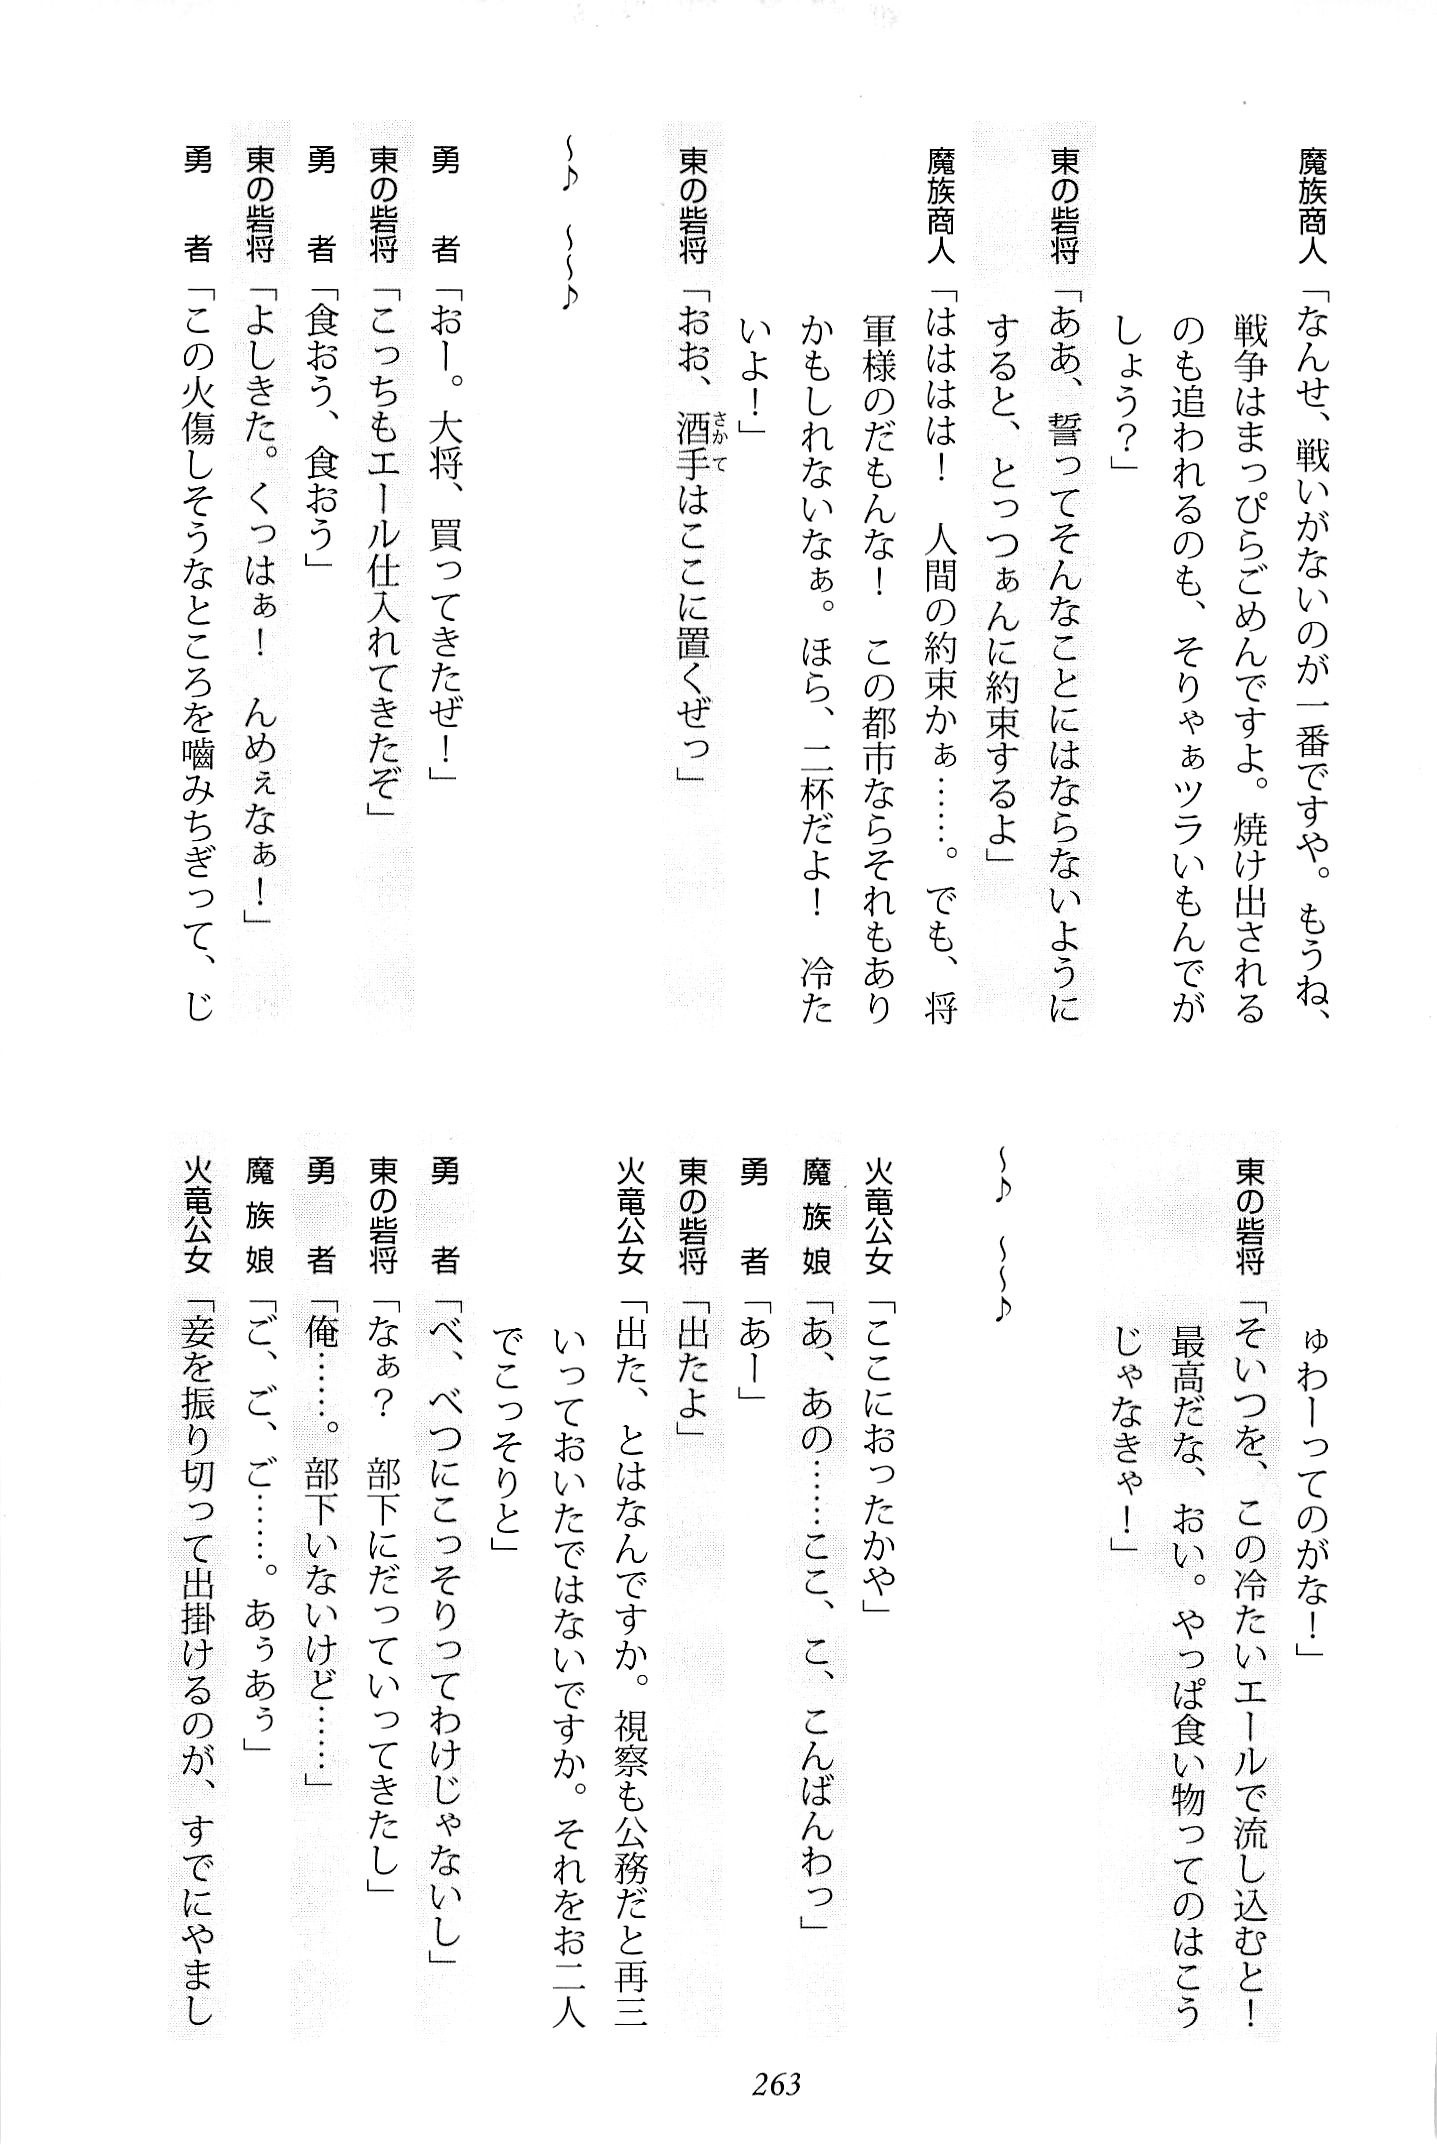 魔族商人「なんせ、戦いがないのが一番ですや。もうね、
戦争はまっぴらごめんですよ。焼け出される
のも追われるのも、そりゃぁツラいもんでが
しょう？」
東の砦将「ああ、誓ってそんなことにはならないように
すると、とっつぁんに約束するよ」
魔族商人「はははは！　人間の約束かぁ……。でも、将
軍様のだもんな！　この都市ならそれもあり
かもしれないなぁ。ほら、二杯だよ！　冷た
いよ！」
東の砦将「おお、酒手はここに置くぜっ」
さかて
～♪　～～♪
勇　者「おー。大将、買ってきたぜ！」
東の砦将「こっちもエール仕入れてきたぞ」
勇　者「食おう、食おう」
東の砦将「よしきた。くっはぁ！　んめぇなぁ！」
勇　者「この火傷しそうなところを嚙みちぎって、じ
ゅわーってのがな！」
東の砦将「そいつを、この冷たいエールで流し込むと！
最高だな、おい。やっぱ食い物ってのはこう
じゃなきゃ！」
～♪　～～♪
火竜公女「ここにおったかや」
魔族娘「あ、あの……ここ、こ、こんばんわっ」
勇　者「あー」
東の砦将「出たよ」
火竜公女「出た、とはなんですか。視察も公務だと再三
いっておいたではないですか。それをお二人
でこっそりと」
勇　者「べ、べつにこっそりってわけじゃないし」
東の砦将「なぁ？　部下にだっていってきたし」
勇　者「俺……。部下いないけど……」
魔族娘「ご、ご、ご……。あぅあぅ」
火竜公女「妾を振り切って出掛けるのが、すでにやまし
263